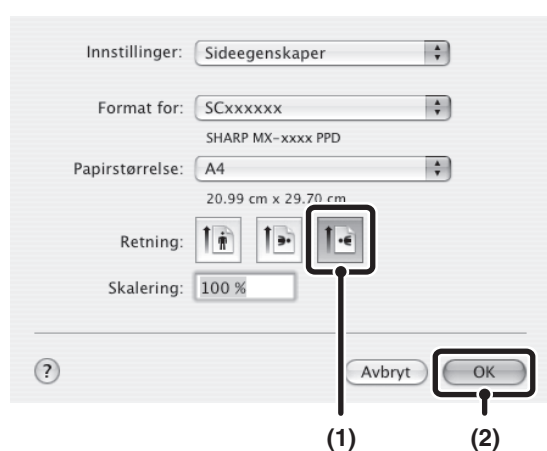 Innstillinger: Sideegenskaper
Format for: SCxxxxxx
SHARP MX-xxxx PPD
Papirstørrelse: A4
20.99 cm x 29.70 cm
Retning:
Skalering: 100 %
? Avbryt OK
(1) (2)